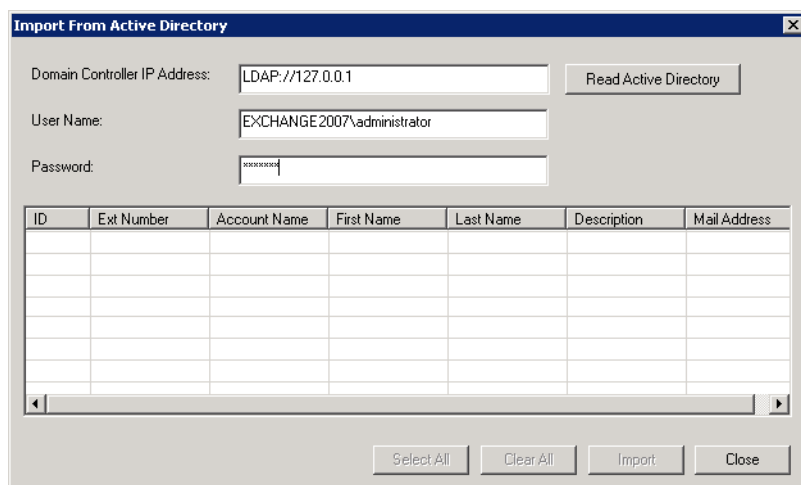 Import From Active Directory
Domain Controller IP Address: LDAP://127.0.0.1 Read Active Directory
User Name: EXCHANGE2007\administrator
Password: *******
ID Ext Number Account Name First Name Last Name Description Mail Address
Select All Clear All Import Close